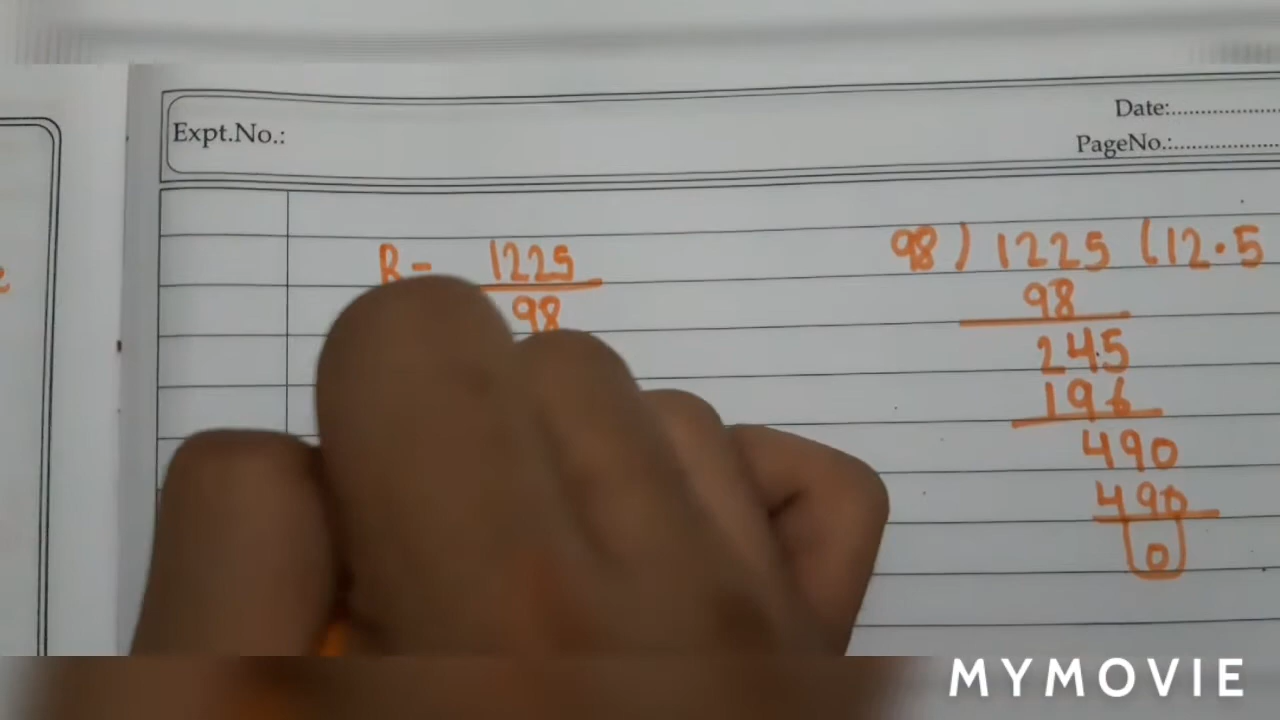 Expt.No.:
Date:....................
PageNo.:................
R = 1225
98
98 ) 1225 ( 12.5
98
245
196
490
490
0
MYMOVIE